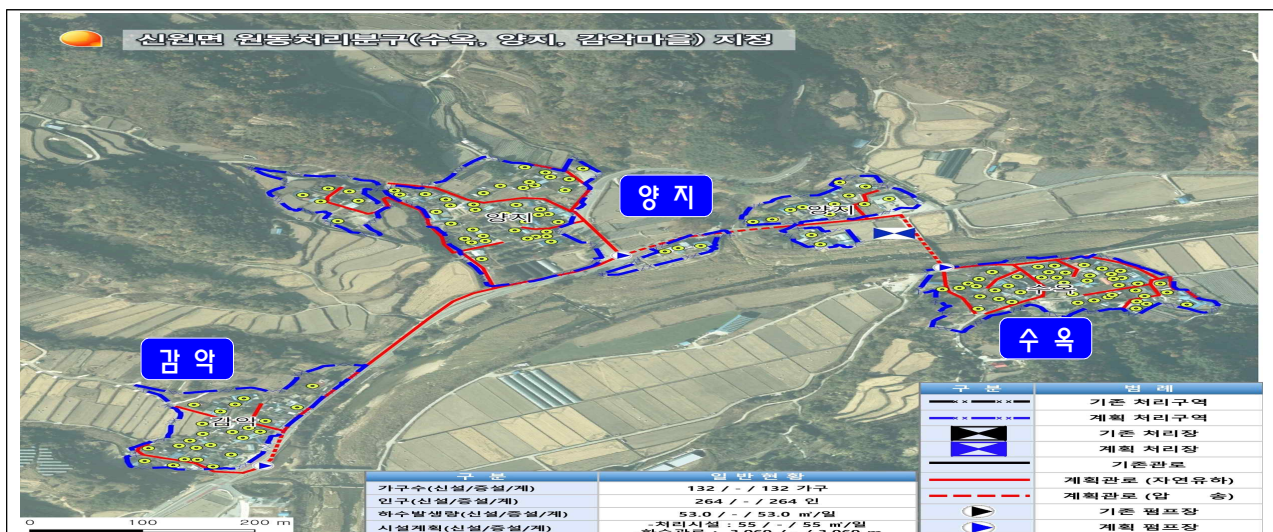 신원면 원동처리분구(수옥, 양지, 감악마을) 지정
양 지
양지
양지
수옥
수 옥
감 악
감악
구 분 범 례
기존 처리구역
계획 처리구역
기존 처리장
계획 처리장
기존관로
계획관로 (자연유하)
계획관로 (압 송)
기존 펌프장
계획 펌프장
구 분 일반현황
가구수(신설/증설/계) 132 / - / 132 가구
인구(신설/증설/계) 264 / - / 264 인
하수발생량(신설/증설/계) 53.0 / - / 53.0 ㎥/일
시설계획(신설/증설/계) -처리시설 : 55 / - / 55 ㎥/일
0 100 200 m